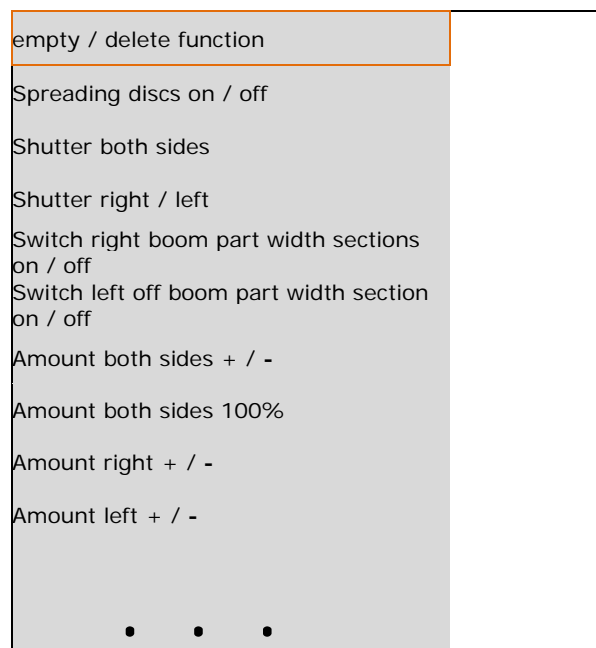 empty / delete function
Spreading discs on / off
Shutter both sides
Shutter right / left
Switch right boom part width sections
on / off
Switch left off boom part width section
on / off
Amount both sides + / -
Amount both sides 100%
Amount right + / -
Amount left + / -
. . .